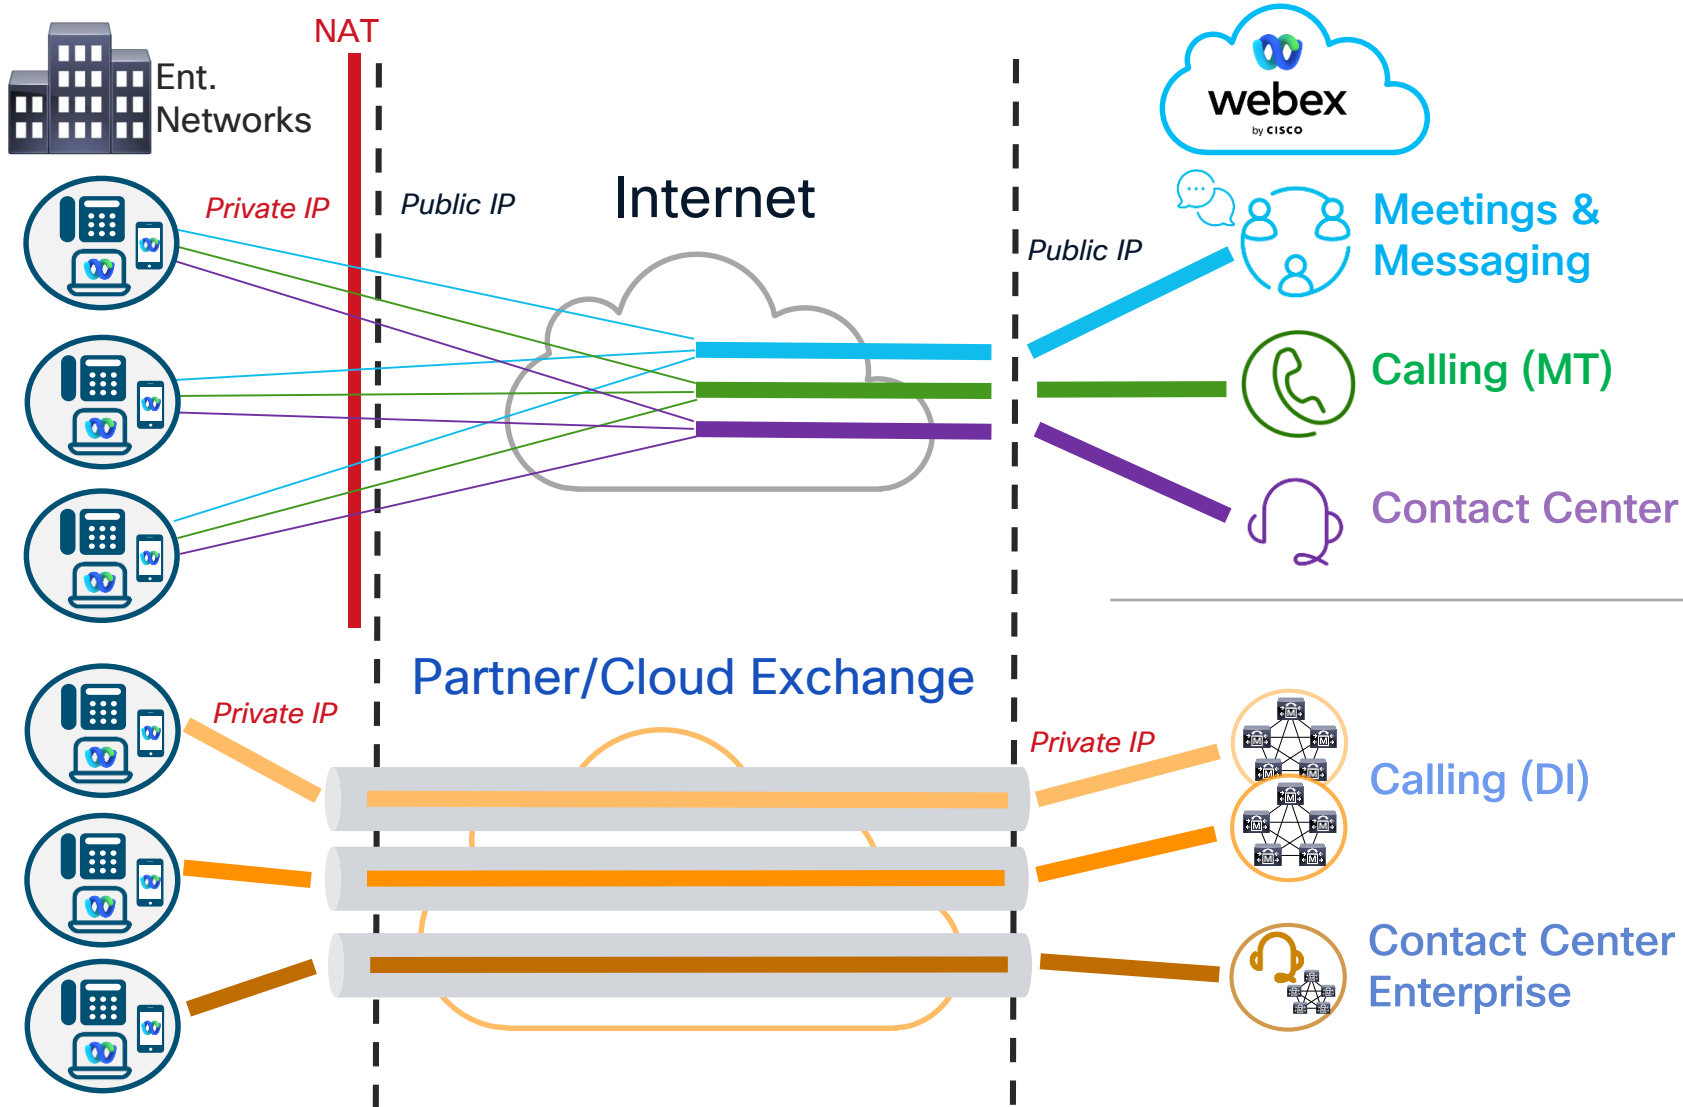 NAT
Ent.
Networks
webex
by CISCO
Private IP
Public IP
Internet
Public IP
Meetings &
Messaging
Calling (MT)
Contact Center
Partner/Cloud Exchange
Private IP
Private IP
Calling (DI)
Contact Center
Enterprise
M
M
M
M
M
M
M
M
M
M